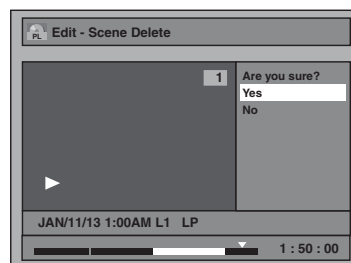 PL Edit - Scene Delete
1
Are you sure?
Yes
No
JAN/11/13 1:00AM L1 LP
1 : 50 : 00